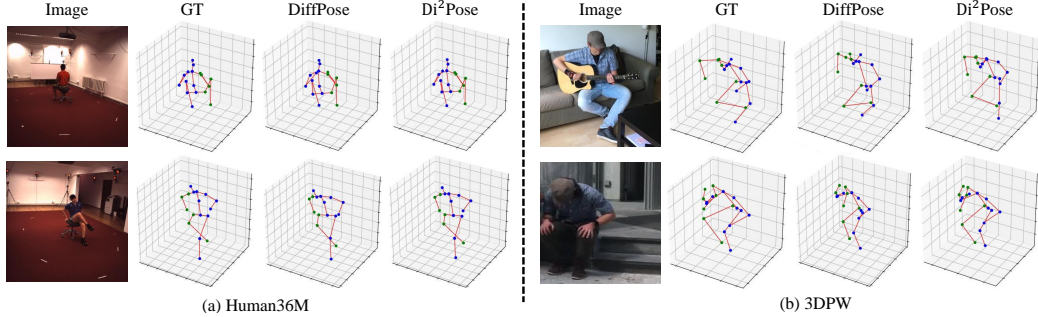 Image GT DiffPose Di²Pose Image GT DiffPose Di²Pose
(a) Human36M (b) 3DPW